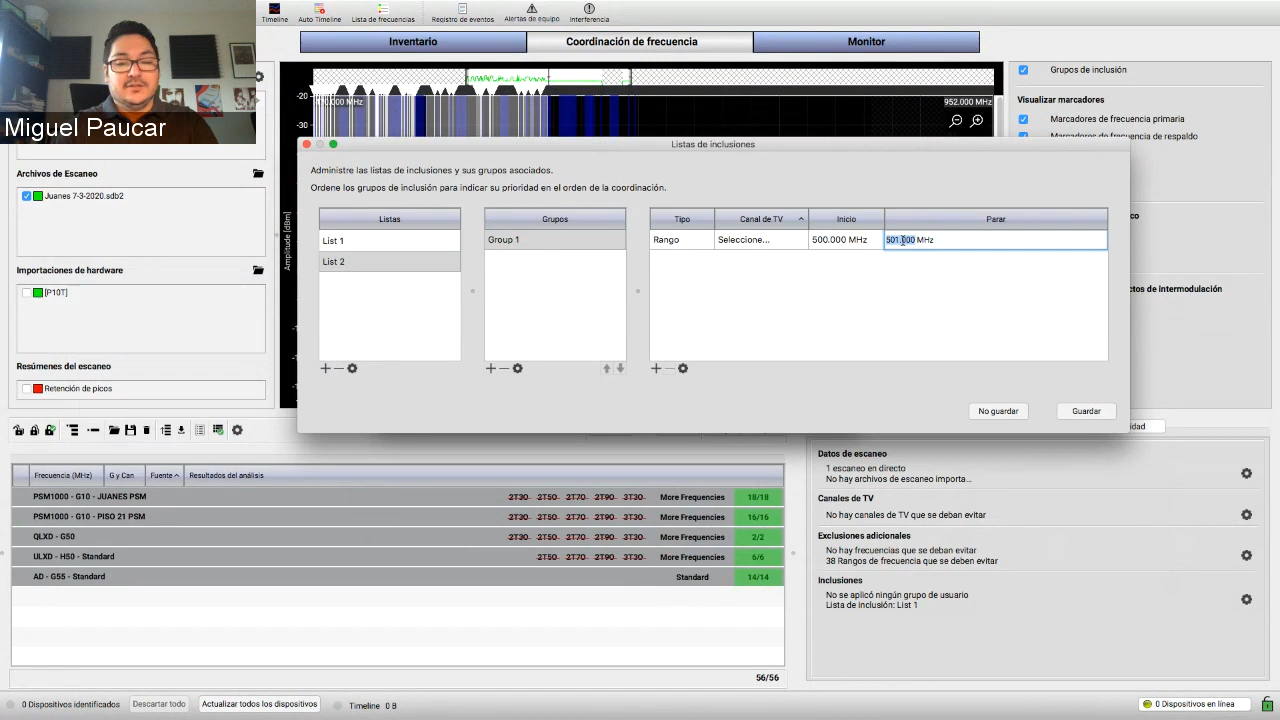 Timeline
Auto Timeline
Lista de frecuencias
Registro de eventos
Alertas de equipo
Interferencia
Inventario
Coordinación de frecuencia
Monitor
Miguel Paucar
-20
-30
952.000 MHz
Amplitude [dBm]
Grupos de inclusión
Visualizar marcadores
Marcadores de frecuencia primaria
Marcadores de frecuencia de respaldo
Archivos de Escaneo
Juanes 7-3-2020.sdb2
Importaciones de hardware
[P10T]
Resúmenes del escaneo
Retención de picos
Listas de inclusiones
Administre las listas de inclusiones y sus grupos asociados.
Ordene los grupos de inclusión para indicar su prioridad en el orden de la coordinación.
Listas
List 1
List 2
Grupos
Group 1
Tipo
Canal de TV
Inicio
Parar
Rango
Seleccione...
500.000 MHz
501.000 MHz
No guardar
Guardar
ctos de intermodulación
idad
Frecuencia (MHz)
G y Can
Fuente
Resultados del análisis
PSM1000 - G10 - JUANES PSM
2T30 2T50 2T70 2T90 3T30
More Frequencies
18/18
PSM1000 - G10 - PISO 21 PSM
2T30 2T50 2T70 2T90 3T30
More Frequencies
16/16
QLXD - G50
2T30 2T50 2T70 2T90 3T30
More Frequencies
2/2
ULXD - H50 - Standard
2T50 2T70 2T90 3T30
More Frequencies
6/6
AD - G55 - Standard
Standard
14/14
56/56
Datos de escaneo
1 escaneo en directo
No hay archivos de escaneo importa...
Canales de TV
No hay canales de TV que se deban evitar
Exclusiones adicionales
No hay frecuencias que se deban evitar
38 Rangos de frecuencia que se deben evitar
Inclusiones
No se aplicó ningún grupo de usuario
Lista de inclusión: List 1
0 Dispositivos identificados
Descartar todo
Actualizar todos los dispositivos
Timeline 0 B
0 Dispositivos en línea